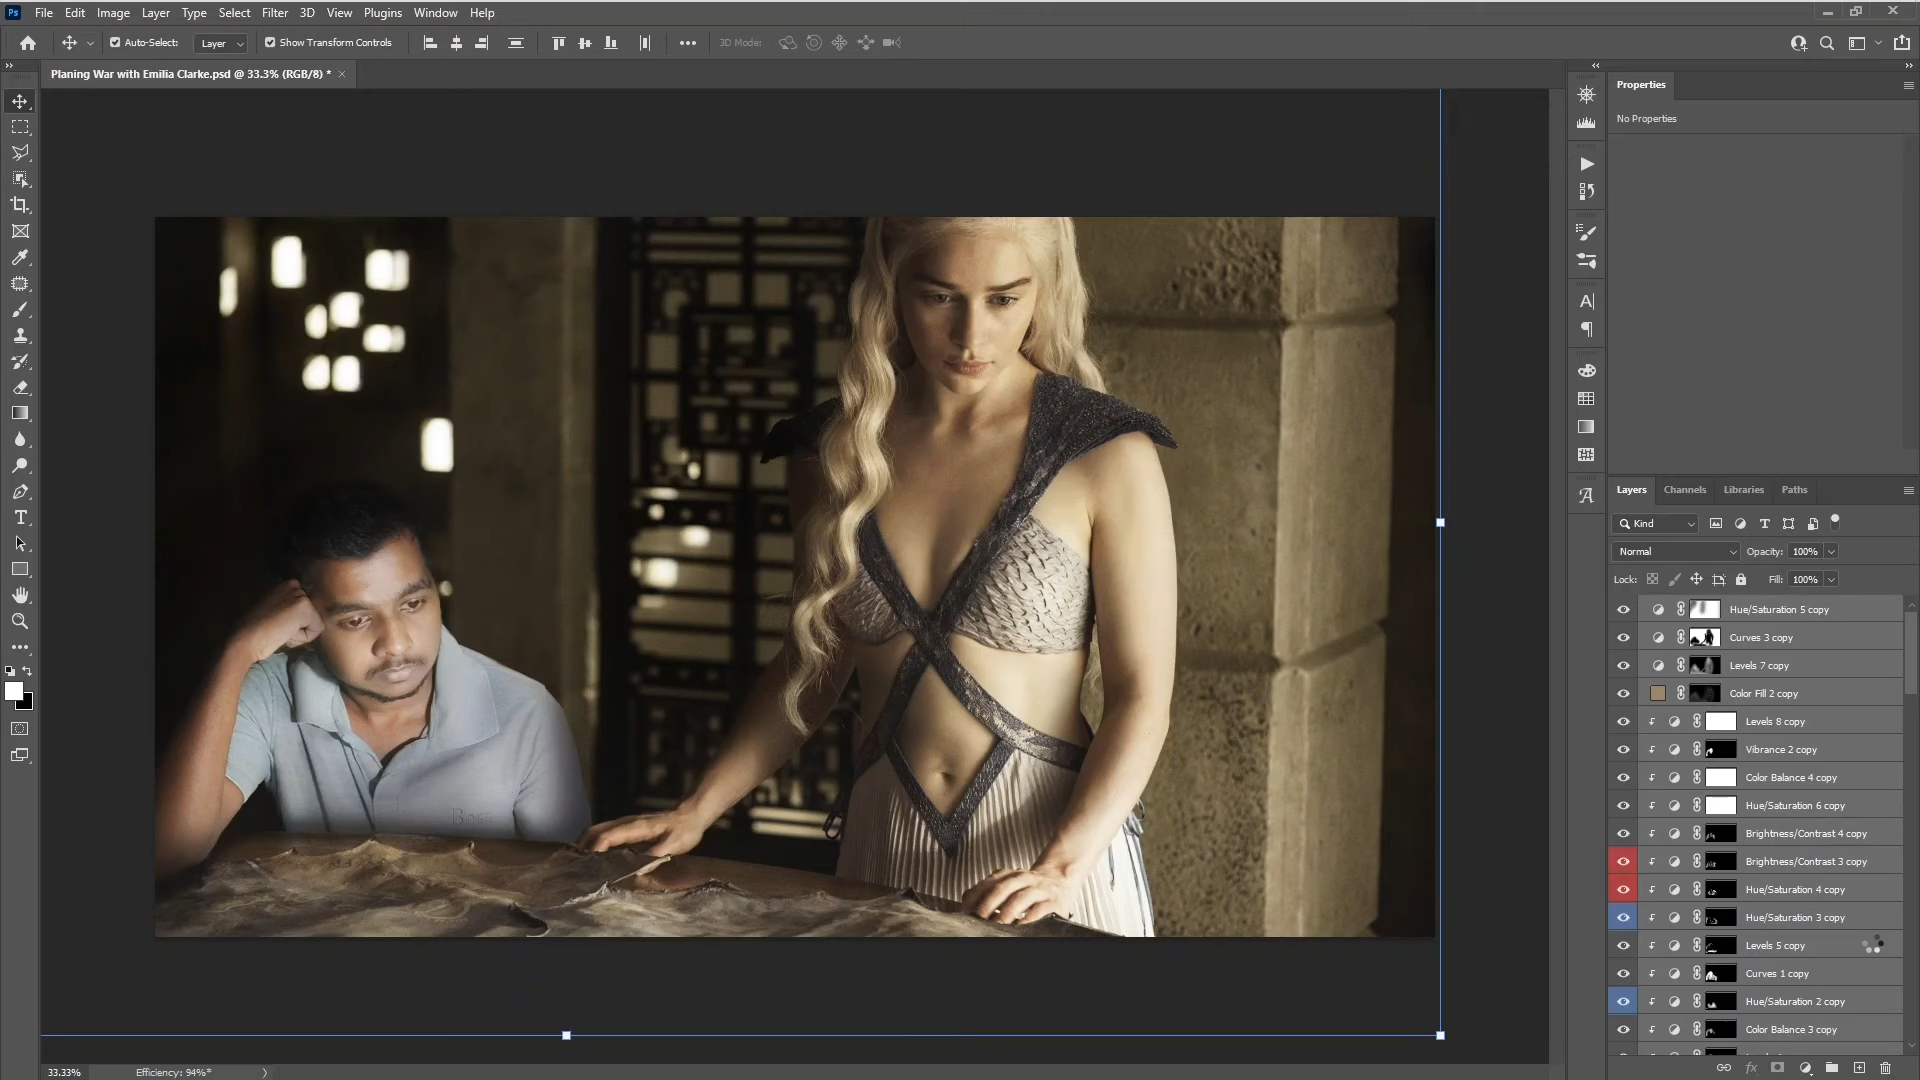 Ps File Edit Image Layer Type Select Filter 3D View Plugins Window Help
Auto-Select: Layer Show Transform Controls 3D Mode:
Planing War with Emilia Clarke.psd @ 33.3% (RGB/8) *
Properties
No Properties
Layers Channels Libraries Paths
Kind
Normal Opacity: 100%
Lock: Fill: 100%
Hue/Saturation 5 copy
Curves 3 copy
Levels 7 copy
Color Fill 2 copy
Levels 8 copy
Vibrance 2 copy
Color Balance 4 copy
Hue/Saturation 6 copy
Brightness/Contrast 4 copy
Brightness/Contrast 3 copy
Hue/Saturation 4 copy
Hue/Saturation 3 copy
Levels 5 copy
Curves 1 copy
Hue/Saturation 2 copy
Color Balance 3 copy
33.33% Efficiency: 94%*